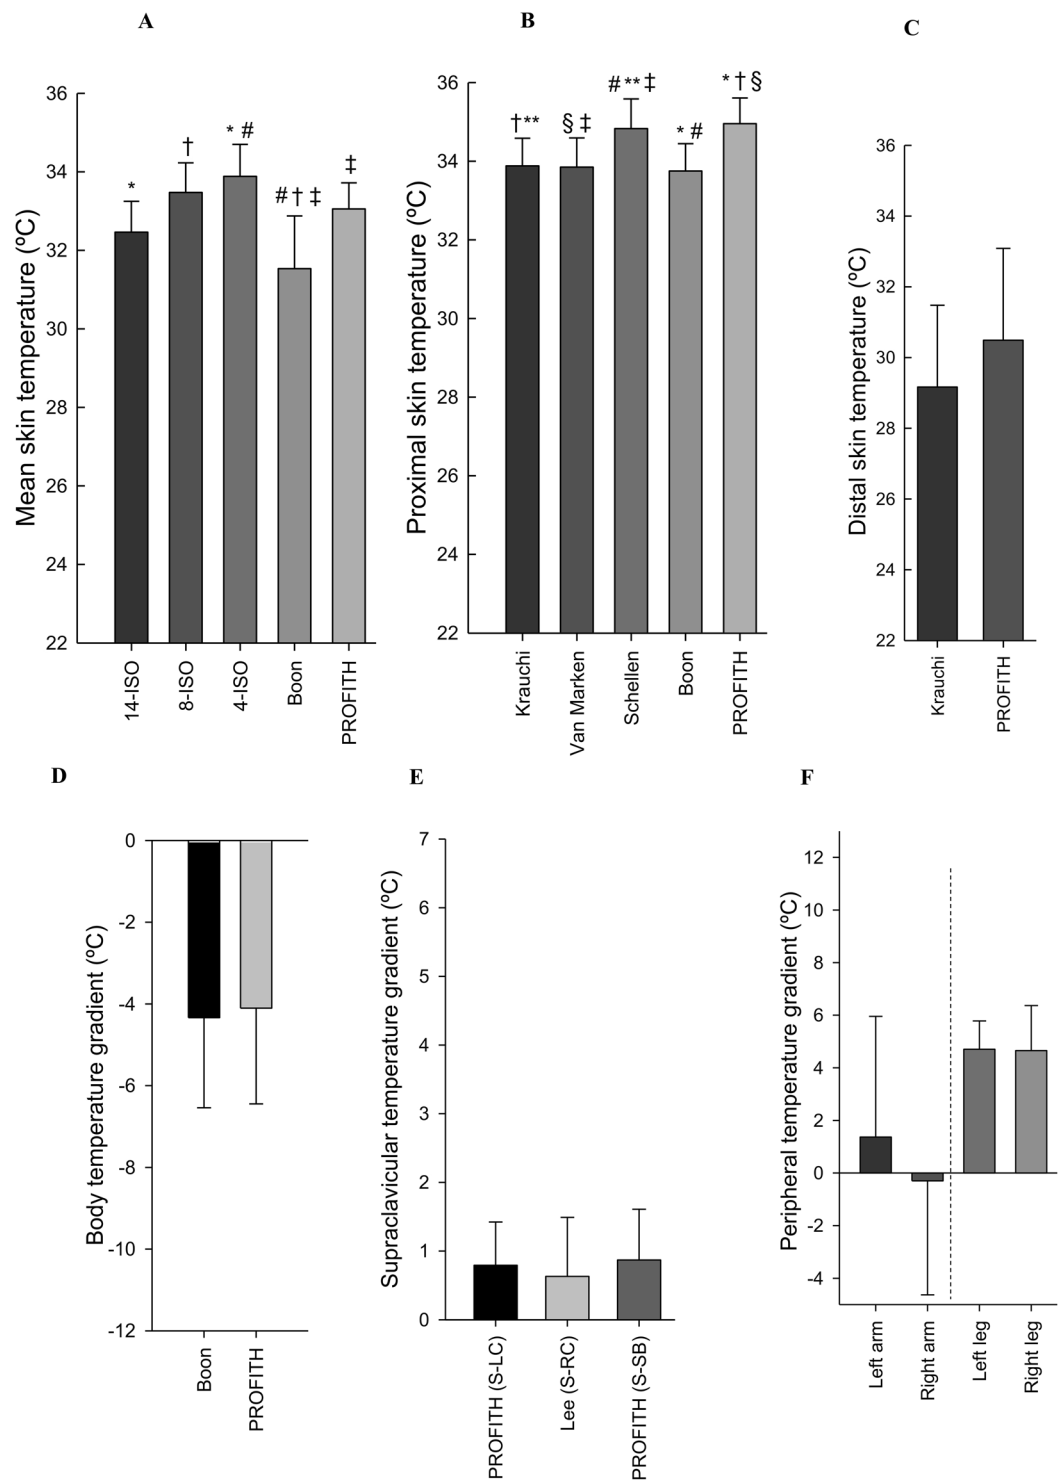 A
B
C
Mean skin temperature (ºC)
36
34
32
30
28
26
24
22
*
†
* #
# † ‡
‡
14-ISO
8-ISO
4-ISO
Boon
PROFITH
Proximal skin temperature (ºC)
36
34
32
30
28
26
24
22
†**
§ ‡
#**‡
* #
*†§
Krauchi
Van Marken
Schellen
Boon
PROFITH
Distal skin temperature (ºC)
36
34
32
30
28
26
24
22
Krauchi
PROFITH
D
E
F
Body temperature gradient (ºC)
0
-2
-4
-6
-8
-10
-12
Boon
PROFITH
Supraclavicular temperature gradient (ºC)
7
6
5
4
3
2
1
0
PROFITH (S-LC)
Lee (S-RC)
PROFITH (S-SB)
Peripheral temperature gradient (ºC)
12
10
8
6
4
2
0
-2
-4
Left arm
Right arm
Left leg
Right leg